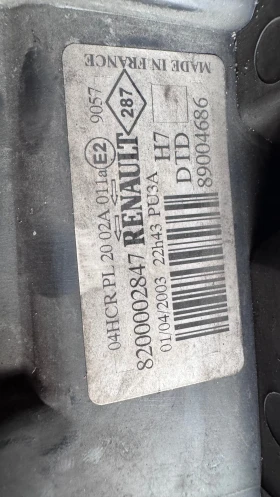 04HCR PL 20 02A 011a E2 9057
RENAULT 287
8200002847
01/04/2003 22h43 PU3A H7
DTD
89004686
MADE IN FRANCE